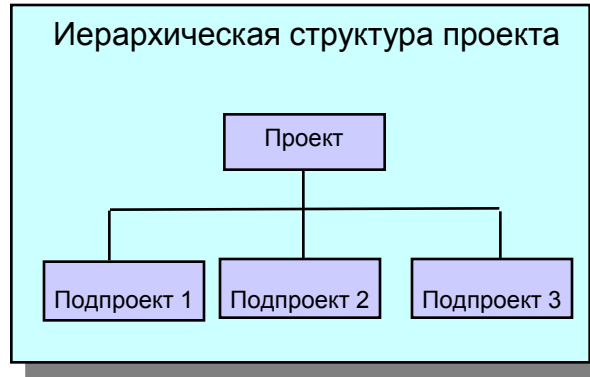 Иерархическая структура проекта
Проект
Подпроект 1
Подпроект 2
Подпроект 3